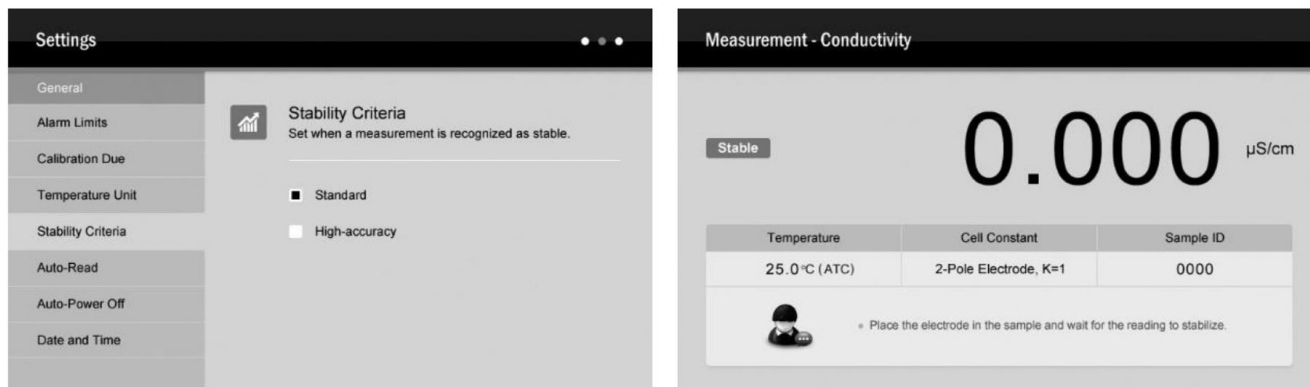 Settings
General
Alarm Limits
Calibration Due
Temperature Unit
Stability Criteria
Auto-Read
Auto-Power Off
Date and Time
Stability Criteria
Set when a measurement is recognized as stable.
Standard
High-accuracy
Measurement - Conductivity
Stable
0.000 µS/cm
Temperature Cell Constant Sample ID
25.0°C (ATC) 2-Pole Electrode, K=1 0000
Place the electrode in the sample and wait for the reading to stabilize.